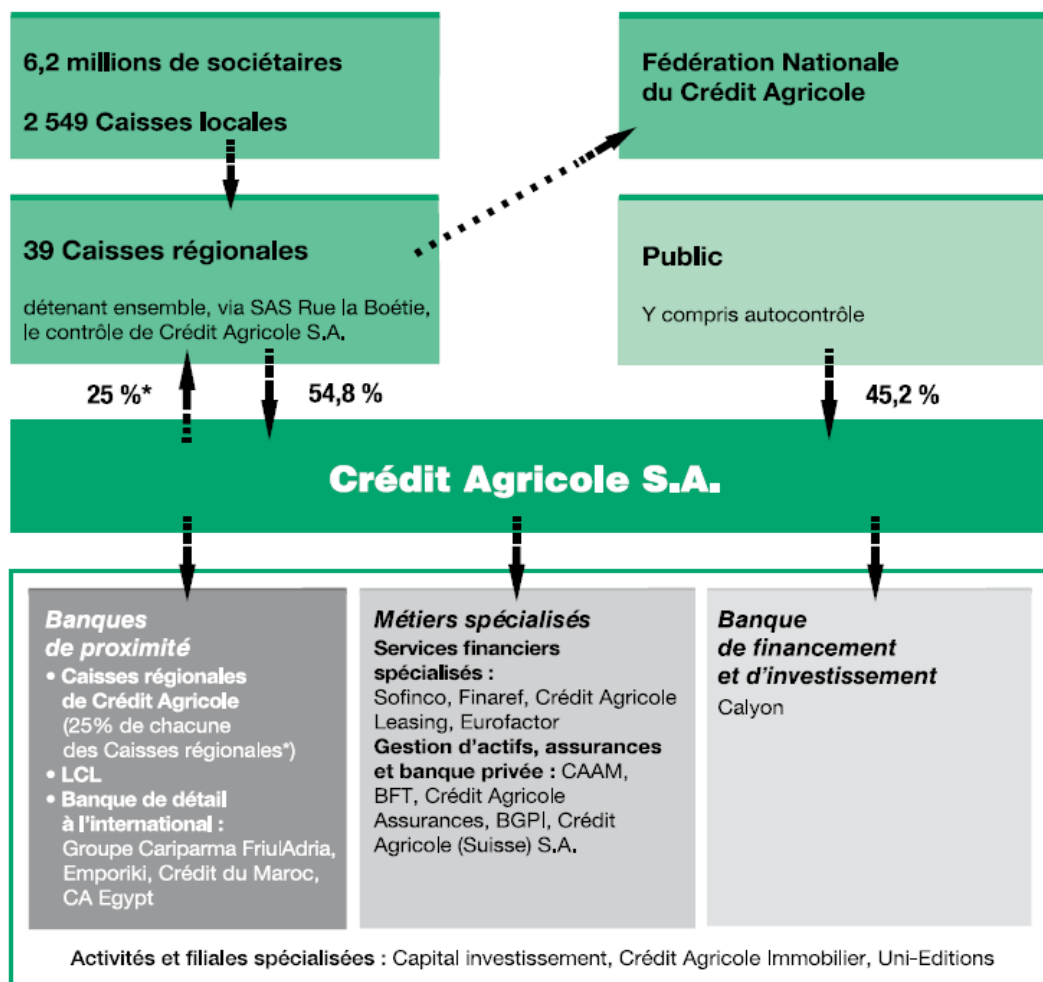 6,2 millions de sociétaires
2 549 Caisses locales
Fédération Nationale
du Crédit Agricole
39 Caisses régionales
détenant ensemble, via SAS Rue la Boétie,
le contrôle de Crédit Agricole S.A.
Public
Y compris autocontrôle
25 %*
54,8 %
45,2 %
Crédit Agricole S.A.
Banques
de proximité
• Caisses régionales
de Crédit Agricole
(25% de chacune
des Caisses régionales*)
• LCL
• Banque de détail
à l'international :
Groupe Cariparma FriulAdria,
Emporiki, Crédit du Maroc,
CA Egypt
Métiers spécialisés
Services financiers
spécialisés :
Sofinco, Finaref, Crédit Agricole
Leasing, Eurofactor
Gestion d'actifs, assurances
et banque privée : CAAM,
BFT, Crédit Agricole
Assurances, BGPI, Crédit
Agricole (Suisse) S.A.
Banque
de financement
et d'investissement
Calyon
Activités et filiales spécialisées : Capital investissement, Crédit Agricole Immobilier, Uni-Editions